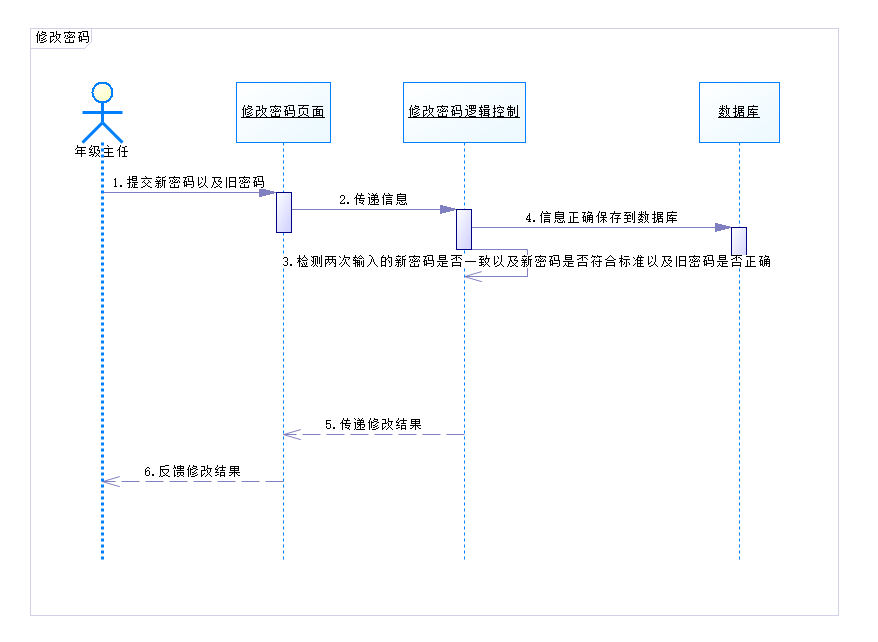 修改密码
修改密码页面
修改密码逻辑控制
数据库
年级主任
1.提交新密码以及旧密码
2.传递信息
4.信息正确保存到数据库
3.检测两次输入的新密码是否一致以及新密码是否符合标准以及旧密码是否正确
5.传递修改结果
6.反馈修改结果